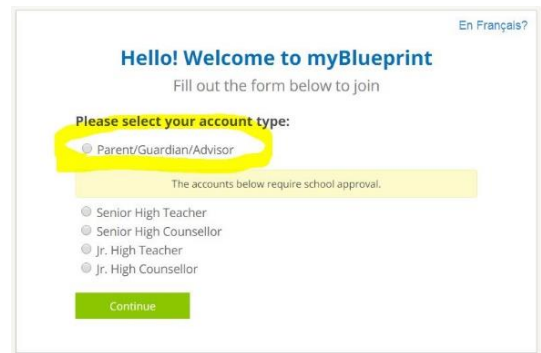 En Français?
Hello! Welcome to myBlueprint
Fill out the form below to join
Please select your account type:
Parent/Guardian/Advisor
The accounts below require school approval.
Senior High Teacher
Senior High Counsellor
Jr. High Teacher
Jr. High Counsellor
Continue